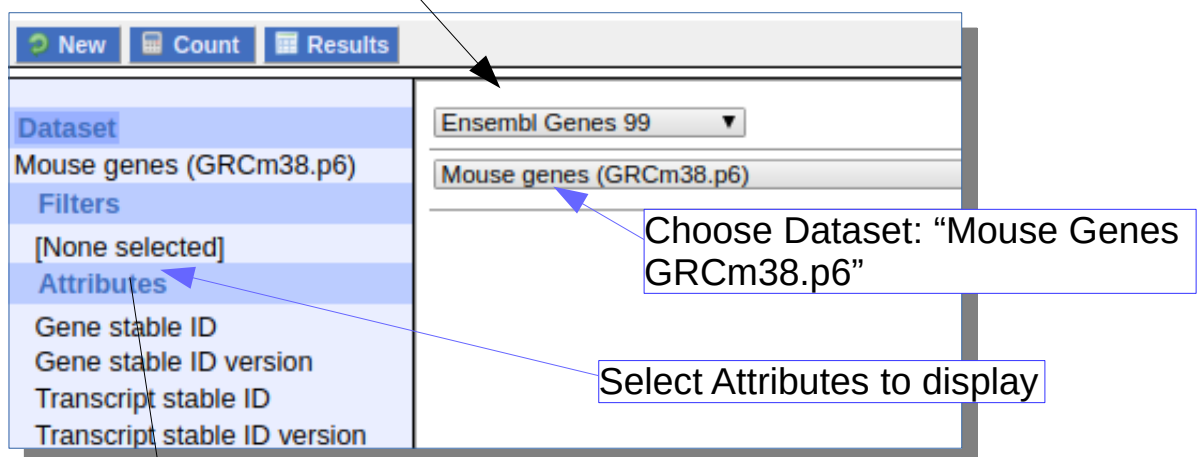 New Count Results
Dataset
Mouse genes (GRCm38.p6)
Filters
[None selected]
Attributes
Gene stable ID
Gene stable ID version
Transcript stable ID
Transcript stable ID version
Ensembl Genes 99
Mouse genes (GRCm38.p6)
Choose Dataset: “Mouse Genes
GRCm38.p6”
Select Attributes to display